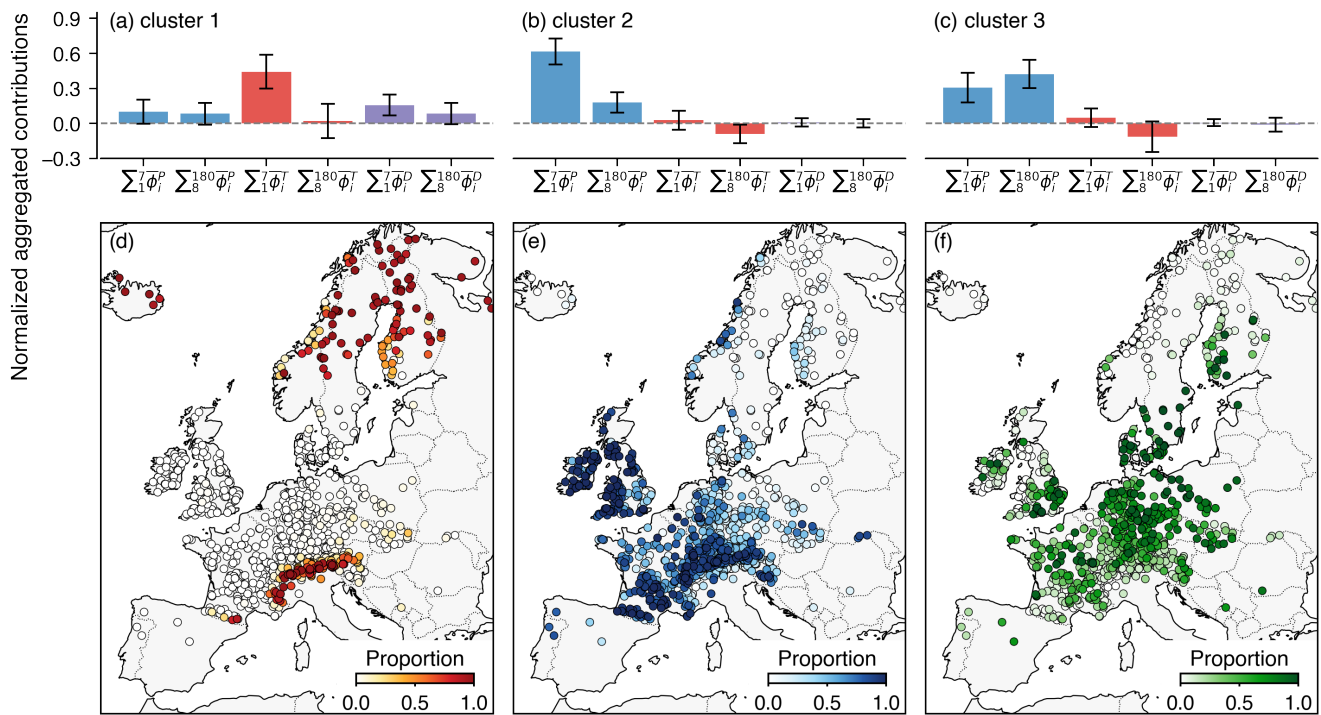 Normalized aggregated contributions
(a) cluster 1
(b) cluster 2
(c) cluster 3
0.9
0.6
0.3
0.0
−0.3
∑₁⁷ϕ̄ᵢᴾ ∑₈¹⁸⁰ϕ̄ᵢᴾ ∑₁⁷ϕ̄ᵢᵀ ∑₈¹⁸⁰ϕ̄ᵢᵀ ∑₁⁷ϕ̄ᵢᴰ ∑₈¹⁸⁰ϕ̄ᵢᴰ
∑₁⁷ϕ̄ᵢᴾ ∑₈¹⁸⁰ϕ̄ᵢᴾ ∑₁⁷ϕ̄ᵢᵀ ∑₈¹⁸⁰ϕ̄ᵢᵀ ∑₁⁷ϕ̄ᵢᴰ ∑₈¹⁸⁰ϕ̄ᵢᴰ
∑₁⁷ϕ̄ᵢᴾ ∑₈¹⁸⁰ϕ̄ᵢᴾ ∑₁⁷ϕ̄ᵢᵀ ∑₈¹⁸⁰ϕ̄ᵢᵀ ∑₁⁷ϕ̄ᵢᴰ ∑₈¹⁸⁰ϕ̄ᵢᴰ
(d)
(e)
(f)
Proportion
0.0 0.5 1.0
Proportion
0.0 0.5 1.0
Proportion
0.0 0.5 1.0